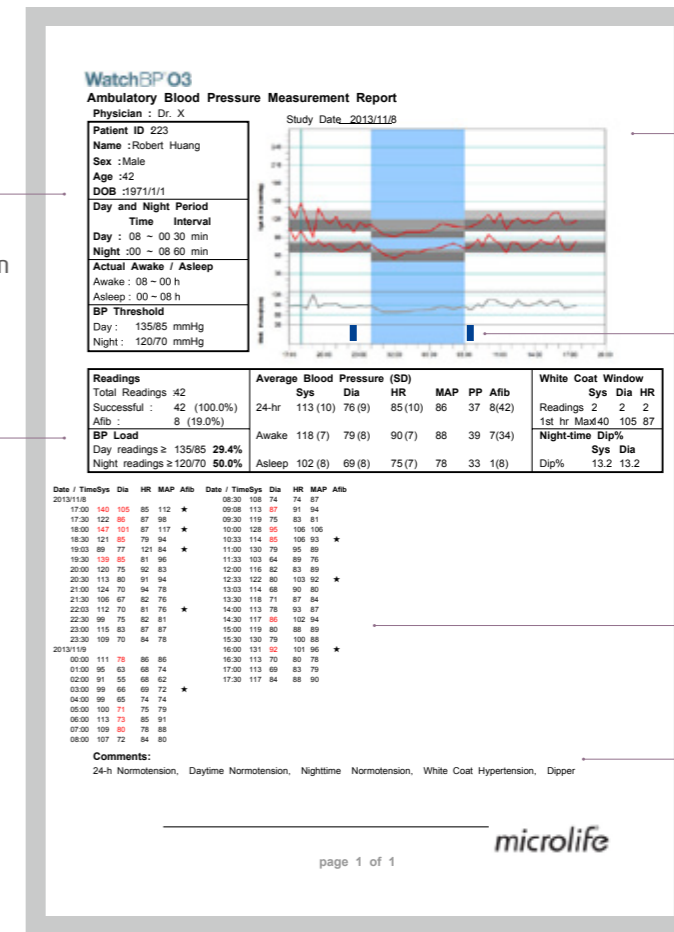 WatchBP O3
Ambulatory Blood Pressure Measurement Report
Physician : Dr. X
Study Date 2013/11/8
Patient ID :223
Name :Robert Huang
Sex :Male
Age :42
DOB :1971/1/1
Day and Night Period
Time Interval
Day : 08 ~ 00 30 min
Night :00 ~ 08 60 min
Actual Awake / Asleep
Awake : 08 ~ 00 h
Asleep : 00 ~ 08 h
BP Threshold
Day : 135/85 mmHg
Night : 120/70 mmHg
n
Readings
Total Readings :42
Successful : 42 (100.0%)
Afib : 8 (19.0%)
BP Load
Day readings ≥ 135/85 29.4%
Night readings ≥ 120/70 50.0%
Average Blood Pressure (SD)
Sys Dia HR MAP PP Afib
24-hr 113 (10) 76 (9) 85 (10) 86 37 8(42)
Awake 118 (7) 79 (8) 90 (7) 88 39 7(34)
Asleep 102 (8) 69 (8) 75 (7) 78 33 1(8)
White Coat Window
Sys Dia HR
Readings 2 2 2
1st hr Max140 105 87
Night-time Dip%
Sys Dia
Dip% 13.2 13.2
Date / TimeSys Dia HR MAP Afib
2013/11/8
17:00 140 105 85 112 ★
17:30 122 86 87 98
18:00 147 101 87 117 ★
18:30 121 85 79 94
19:03 89 77 121 84 ★
19:30 139 85 81 96
20:00 120 75 92 83
20:30 113 80 91 94
21:00 124 70 94 78
21:30 106 67 82 76
22:03 112 70 81 76 ★
22:30 99 75 82 81
23:00 115 83 87 87
23:30 109 70 84 78
2013/11/9
00:00 111 78 86 86
01:00 95 63 68 74
02:00 91 55 68 62
03:00 99 66 69 72 ★
04:00 99 65 74 74
05:00 100 71 75 79
06:00 113 73 85 91
07:00 109 80 78 88
08:00 107 72 84 80
Date / TimeSys Dia HR MAP Afib
08:30 108 74 74 87
09:08 113 87 91 94
09:30 119 75 83 81
10:00 128 95 106 106
10:33 114 85 106 93 ★
11:00 130 79 95 89
11:33 103 64 89 76
12:00 116 82 83 89
12:33 122 80 103 92 ★
13:03 114 68 90 80
13:30 118 71 87 84
14:00 113 78 93 87
14:30 117 86 102 94
15:00 119 80 88 89
15:30 130 79 100 88
16:00 131 92 101 96 ★
16:30 113 70 80 78
17:00 113 69 83 79
17:30 117 84 88 90
Comments:
24-h Normotension, Daytime Normotension, Nighttime Normotension, White Coat Hypertension, Dipper
microlife
page 1 of 1